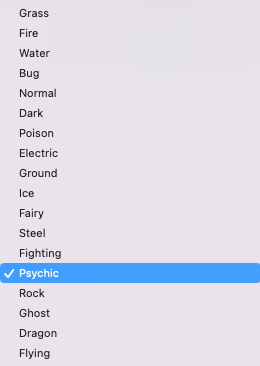 Grass
Fire
Water
Bug
Normal
Dark
Poison
Electric
Ground
Ice
Fairy
Steel
Fighting
Psychic
Rock
Ghost
Dragon
Flying